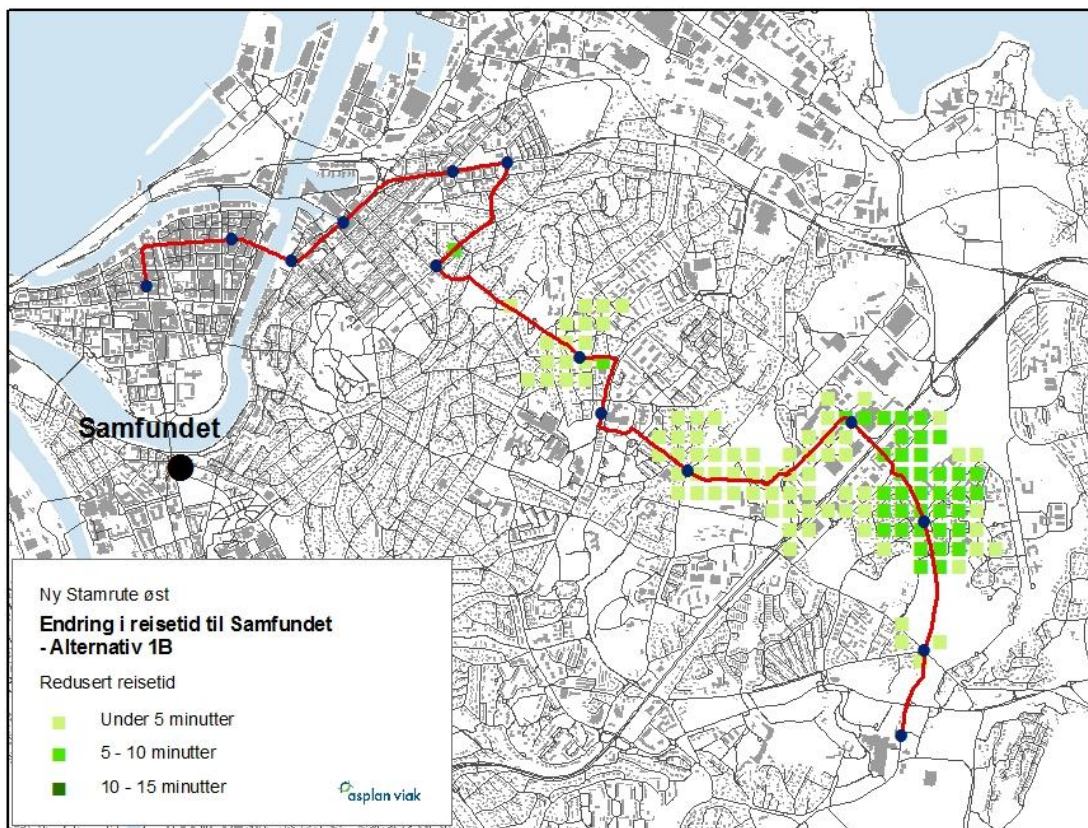 Samfundet
Ny Stamrute øst
Endring i reisetid til Samfundet
- Alternativ 1B
Redusert reisetid
Under 5 minutter
5 - 10 minutter
10 - 15 minutter
asplan viak